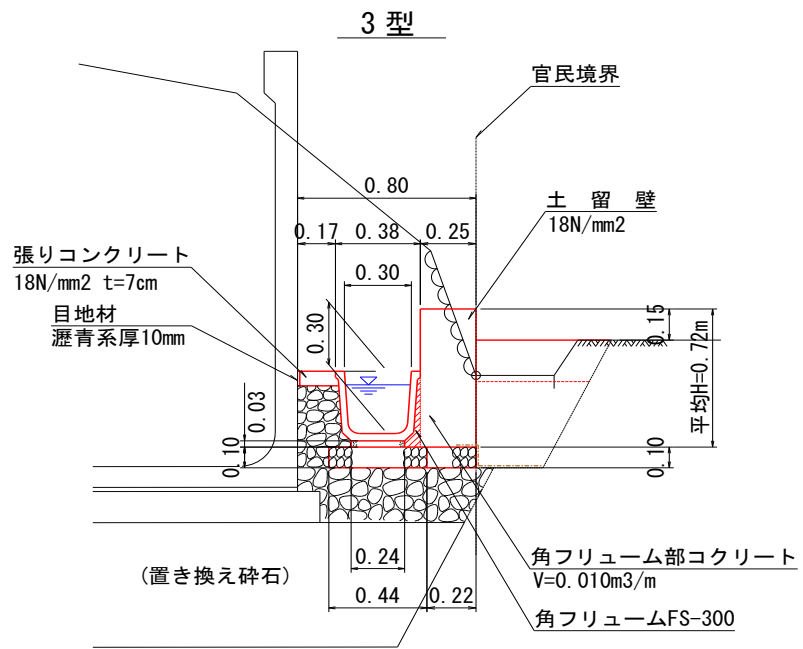 3型
官民境界
0.80
土 留 壁
18N/mm2
0.17
0.38
0.25
張りコンクリート
18N/mm2 t=7cm
0.30
目地材
瀝青系厚10mm
0.30
0.15
平均H=0.72m
0.03
0.10
0.10
(置き換え砕石)
0.24
角フリューム部コクリート
V=0.010m3/m
0.44
0.22
角フリュームFS-300